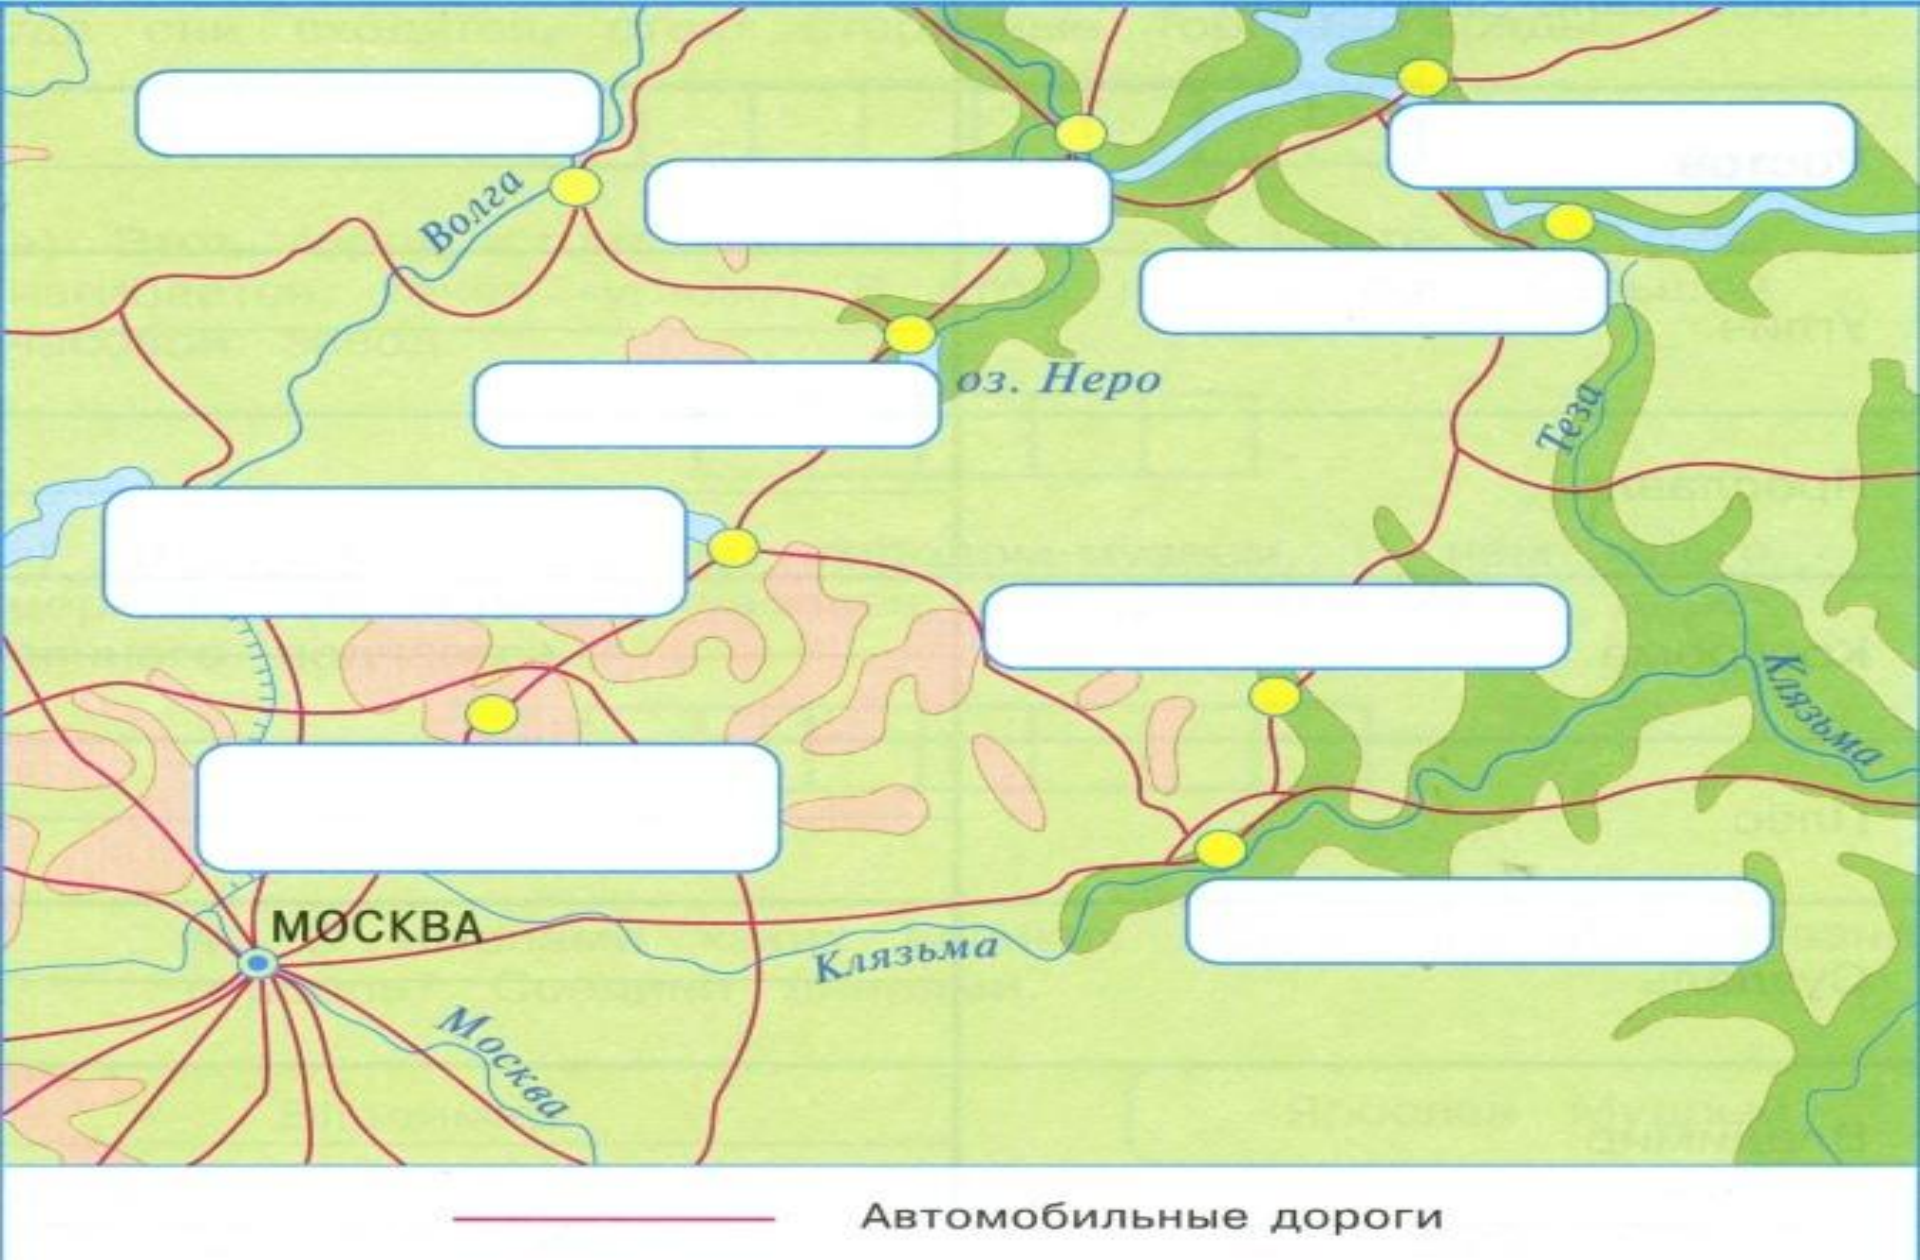 Волга
оз. Неро
Теза
Клязьма
МОСКВА
Клязьма
Москва
Автомобильные дороги